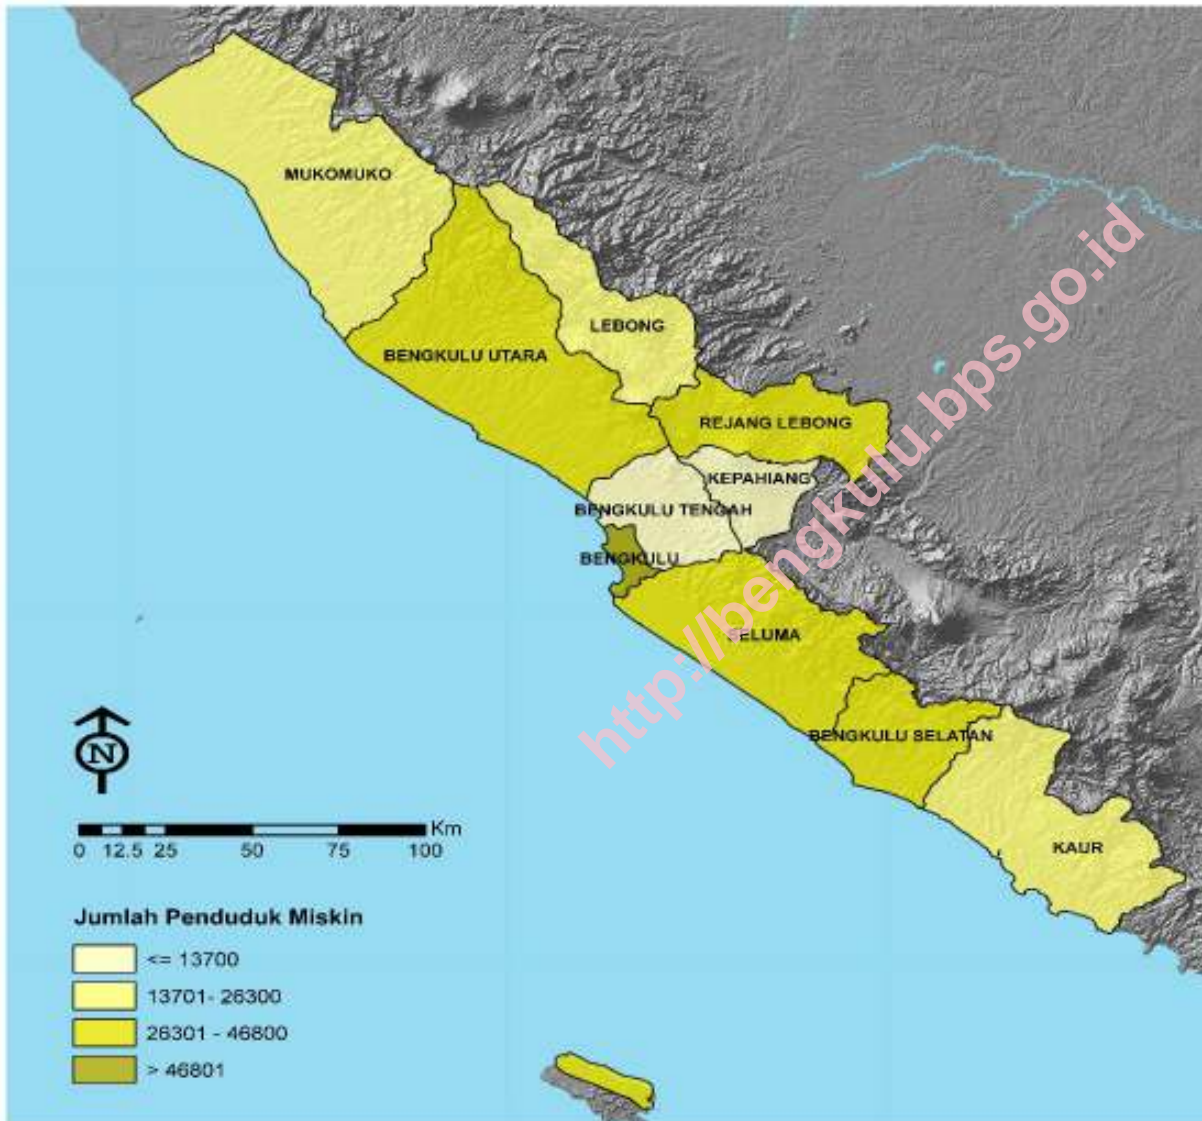 MUKOMUKO
LEBONG
BENGKULU UTARA
REJANG LEBONG
KEPAHIANG
BENGKULU TENGAH
BENGKULU
SELUMA
BENGKULU SELATAN
KAUR
http://bengkulu.bps.go.id
N
Km
0 12.5 25 50 75 100
Jumlah Penduduk Miskin
<= 13700
13701- 26300
26301 - 46800
> 46801